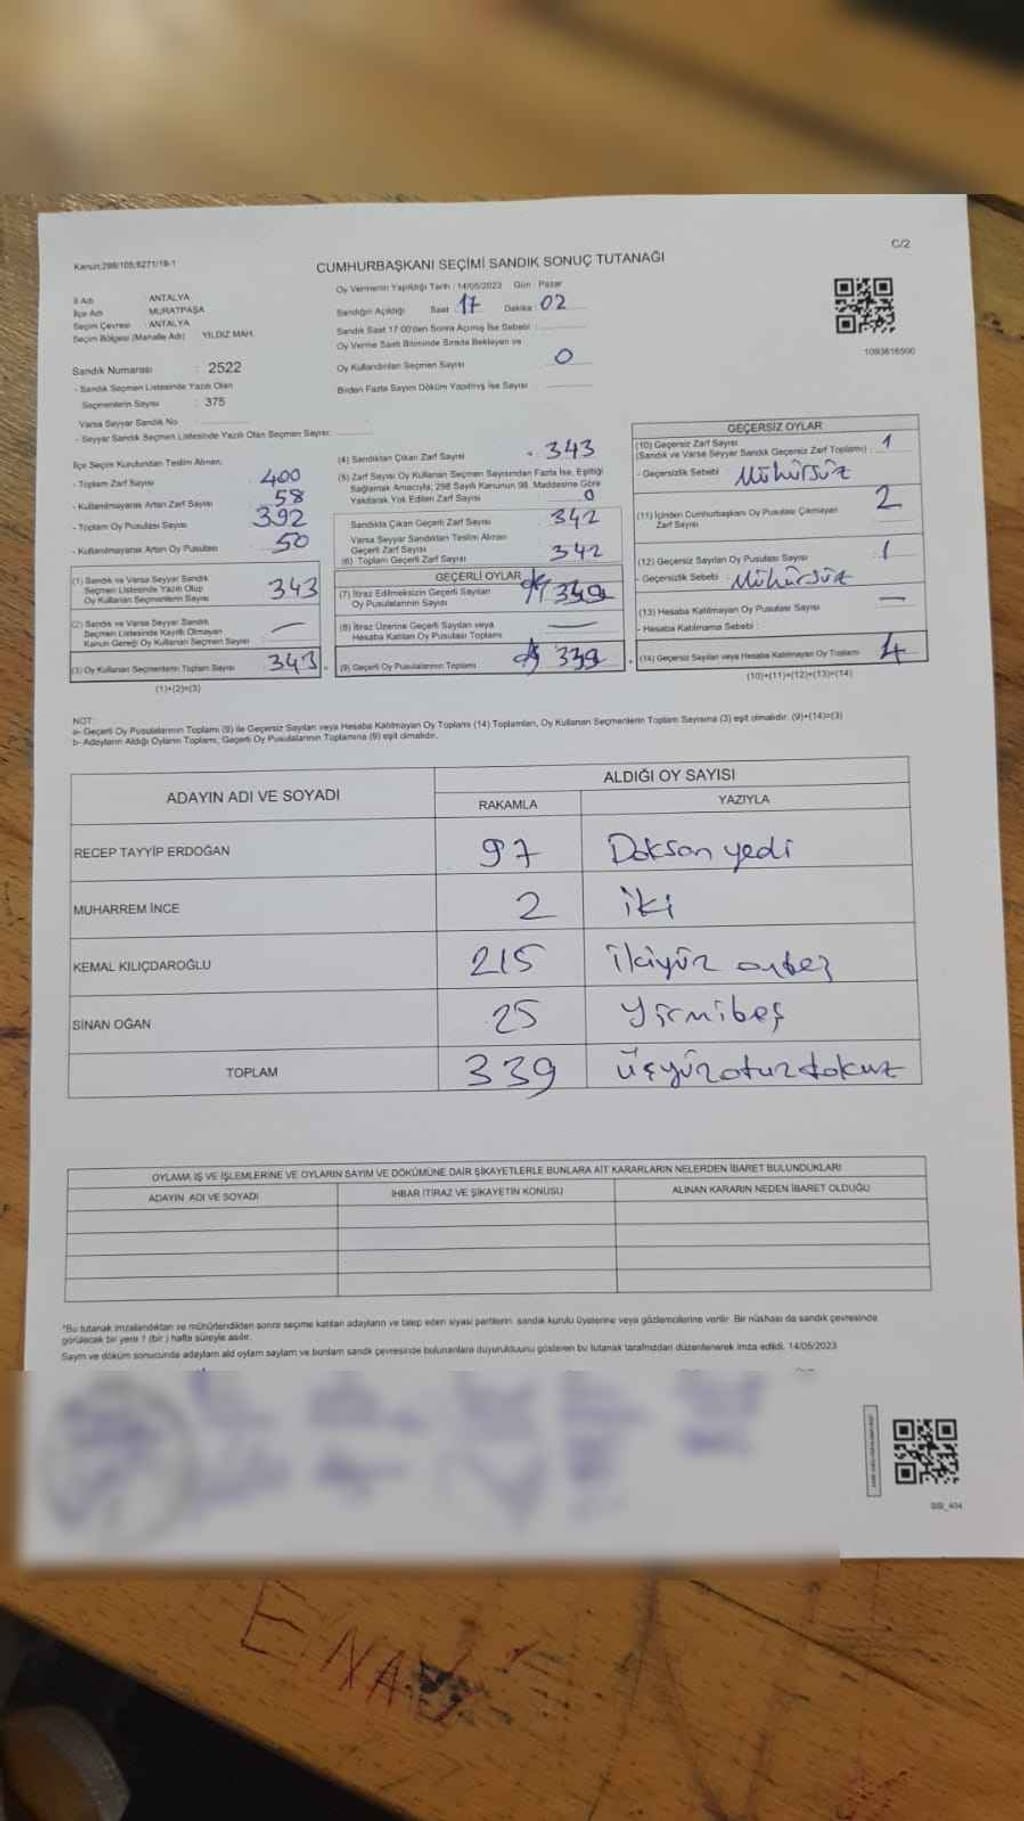 C/2
Kanun:298/105,6271/19-1
CUMHURBAŞKANI SEÇİMİ SANDIK SONUÇ TUTANAĞI
İl Adı ANTALYA
İlçe Adı MURATPAŞA
Seçim Çevresi ANTALYA
Seçim Bölgesi (Mahalle Adı) YILDIZ MAH.
Sandık Numarası : 2522
- Sandık Seçmen Listesinde Yazılı Olan
Seçmenlerin Sayısı : 375
Varsa Seyyar Sandık No
- Seyyar Sandık Seçmen Listesinde Yazılı Olan Seçmen Sayısı:
Oy Vermenin Yapıldığı Tarih : 14/05/2023 Gün : Pazar
Sandığın Açıldığı Saat 17 Dakika : 02
Sandık Saat 17:00'den Sonra Açılmış İse Sebebi :
Oy Verme Saati Bitiminde Sırada Bekleyen ve
Oy Kullandırılan Seçmen Sayısı 0
Birden Fazla Sayım Döküm Yapılmış İse Sayısı
1093616500
İlçe Seçim Kurulundan Teslim Alınan:
- Toplam Zarf Sayısı 400
- Kullanılmayarak Artan Zarf Sayısı 58
- Toplam Oy Pusulası Sayısı 392
- Kullanılmayarak Artan Oy Pusulası 50
(1) Sandık ve Varsa Seyyar Sandık
Seçmen Listesinde Yazılı Olup
Oy Kullanan Seçmenlerin Sayısı 343
(2) Sandık ve Varsa Seyyar Sandık
Seçmen Listesinde Kayıtlı Olmayan
Kanun Gereği Oy Kullanan Seçmen Sayısı —
(3) Oy Kullanan Seçmenlerin Toplam Sayısı 343
(1)+(2)=(3)
(4) Sandıktan Çıkan Zarf Sayısı 343
(5) Zarf Sayısı Oy Kullanan Seçmen Sayısından Fazla İse, Eşitliği
Sağlamak Amacıyla; 298 Sayılı Kanunun 98. Maddesine Göre
Yakılarak Yok Edilen Zarf Sayısı 0
Sandıkta Çıkan Geçerli Zarf Sayısı 342
Varsa Seyyar Sandıktan Teslim Alınan
Geçerli Zarf Sayısı
(6) Toplam Geçerli Zarf Sayısı 342
GEÇERLİ OYLAR
(7) İtiraz Edilmeksizin Geçerli Sayılan
Oy Pusulalarının Sayısı 339
(8) İtiraz Üzerine Geçerli Sayılan veya
Hesaba Katılan Oy Pusulası Toplamı —
(9) Geçerli Oy Pusulalarının Toplamı 339
GEÇERSİZ OYLAR
(10) Geçersiz Zarf Sayısı
(Sandık ve Varsa Seyyar Sandık Geçersiz Zarf Toplamı) : 1
- Geçersizlik Sebebi : Mühürsüz
(11) İçinden Cumhurbaşkanı Oy Pusulası Çıkmayan
Zarf Sayısı 2
(12) Geçersiz Sayılan Oy Pusulası Sayısı 1
- Geçersizlik Sebebi : Mühürsüz
(13) Hesaba Katılmayan Oy Pusulası Sayısı —
- Hesaba Katılmama Sebebi :
(14) Geçersiz Sayılan veya Hesaba Katılmayan Oy Toplamı 4
(10)+(11)+(12)+(13)=(14)
NOT:
a- Geçerli Oy Pusulalarının Toplamı (9) ile Geçersiz Sayılan veya Hesaba Katılmayan Oy Toplamı (14) Toplamları, Oy Kullanan Seçmenlerin Toplam Sayısına (3) eşit olmalıdır. (9)+(14)=(3)
b- Adayların Aldığı Oyların Toplamı, Geçerli Oy Pusulalarının Toplamına (9) eşit olmalıdır.
ADAYIN ADI VE SOYADI ALDIĞI OY SAYISI
RAKAMLA YAZIYLA
RECEP TAYYİP ERDOĞAN 97 Doksan yedi
MUHARREM İNCE 2 iki
KEMAL KILIÇDAROĞLU 215 ikiyüz onbeş
SİNAN OĞAN 25 Yirmibeş
TOPLAM 339 üçyüzotuzdokuz
OYLAMA İŞ VE İŞLEMLERİNE VE OYLARIN SAYIM VE DÖKÜMÜNE DAİR ŞİKAYETLERLE BUNLARA AİT KARARLARIN NELERDEN İBARET BULUNDUKLARI
ADAYIN ADI VE SOYADI İHBAR İTİRAZ VE ŞİKAYETİN KONUSU ALINAN KARARIN NEDEN İBARET OLDUĞU
*Bu tutanak imzalandıktan ve mühürlendikten sonra seçime katılan adayların ve talep eden siyasi partilerin, sandık kurulu üyelerine veya gözlemcilerine verilir. Bir nüshası da sandık çevresinde
görülecek bir yere 1 (bir) hafta süreyle asılır.
Sayım ve döküm sonucunda adayların ald oyların sayıları ve bunların sandık çevresinde bulunanlara duyurulduğunu gösteren bu tutanak tarafımızdan düzenlenerek imza edildi. 14/05/2023